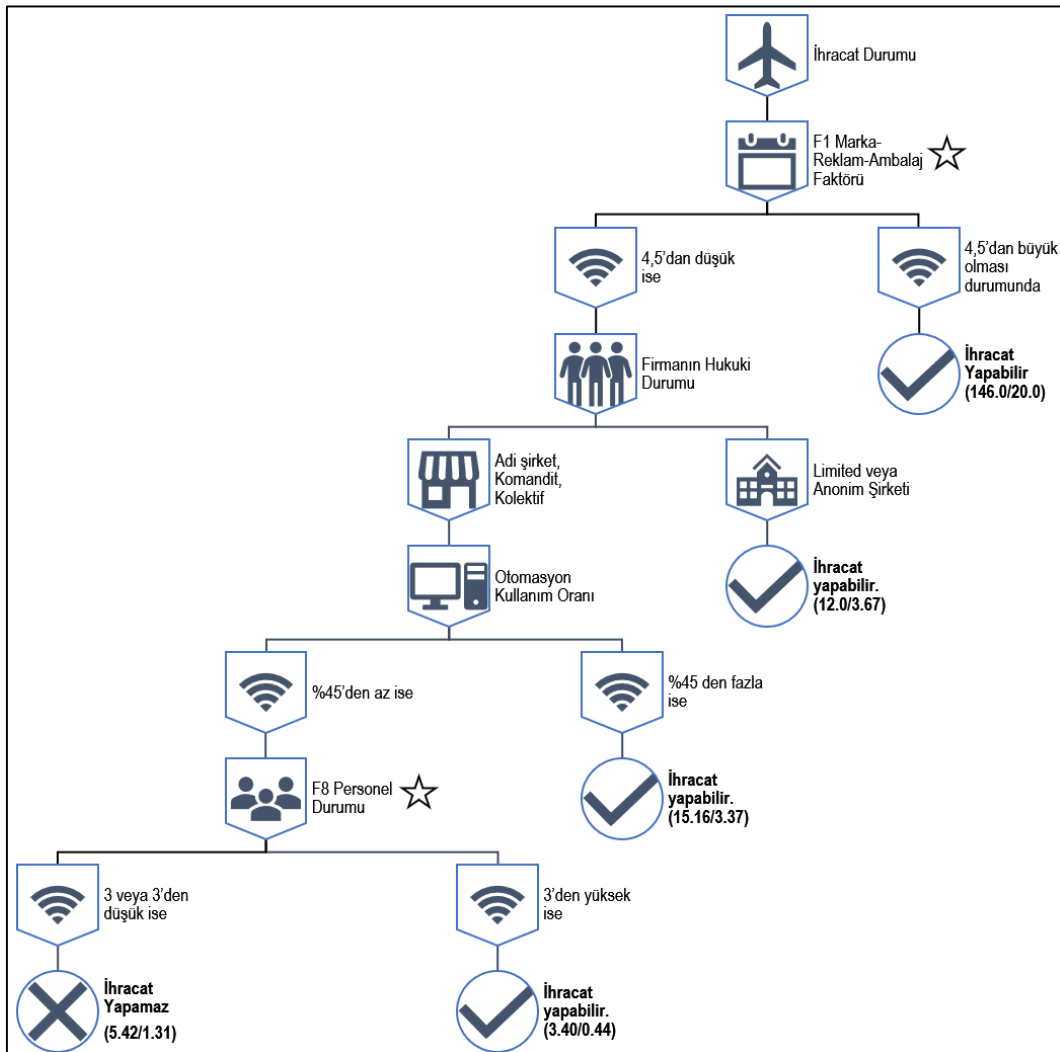 İhracat Durumu
F1 Marka-
Reklam-Ambalaj
Faktörü
4,5’dan düşük
ise
4,5’dan büyük
olması
durumunda
Firmanın Hukuki
Durumu
İhracat
Yapabilir
(146.0/20.0)
Adi şirket,
Komandit,
Kolektif
Limited veya
Anonim Şirketi
Otomasyon
Kullanım Oranı
İhracat
yapabilir.
(12.0/3.67)
%45’den az ise
%45 den fazla
ise
F8 Personel
Durumu
İhracat
yapabilir.
(15.16/3.37)
3 veya 3’den
düşük ise
3’den yüksek
ise
İhracat
Yapamaz
(5.42/1.31)
İhracat
yapabilir.
(3.40/0.44)